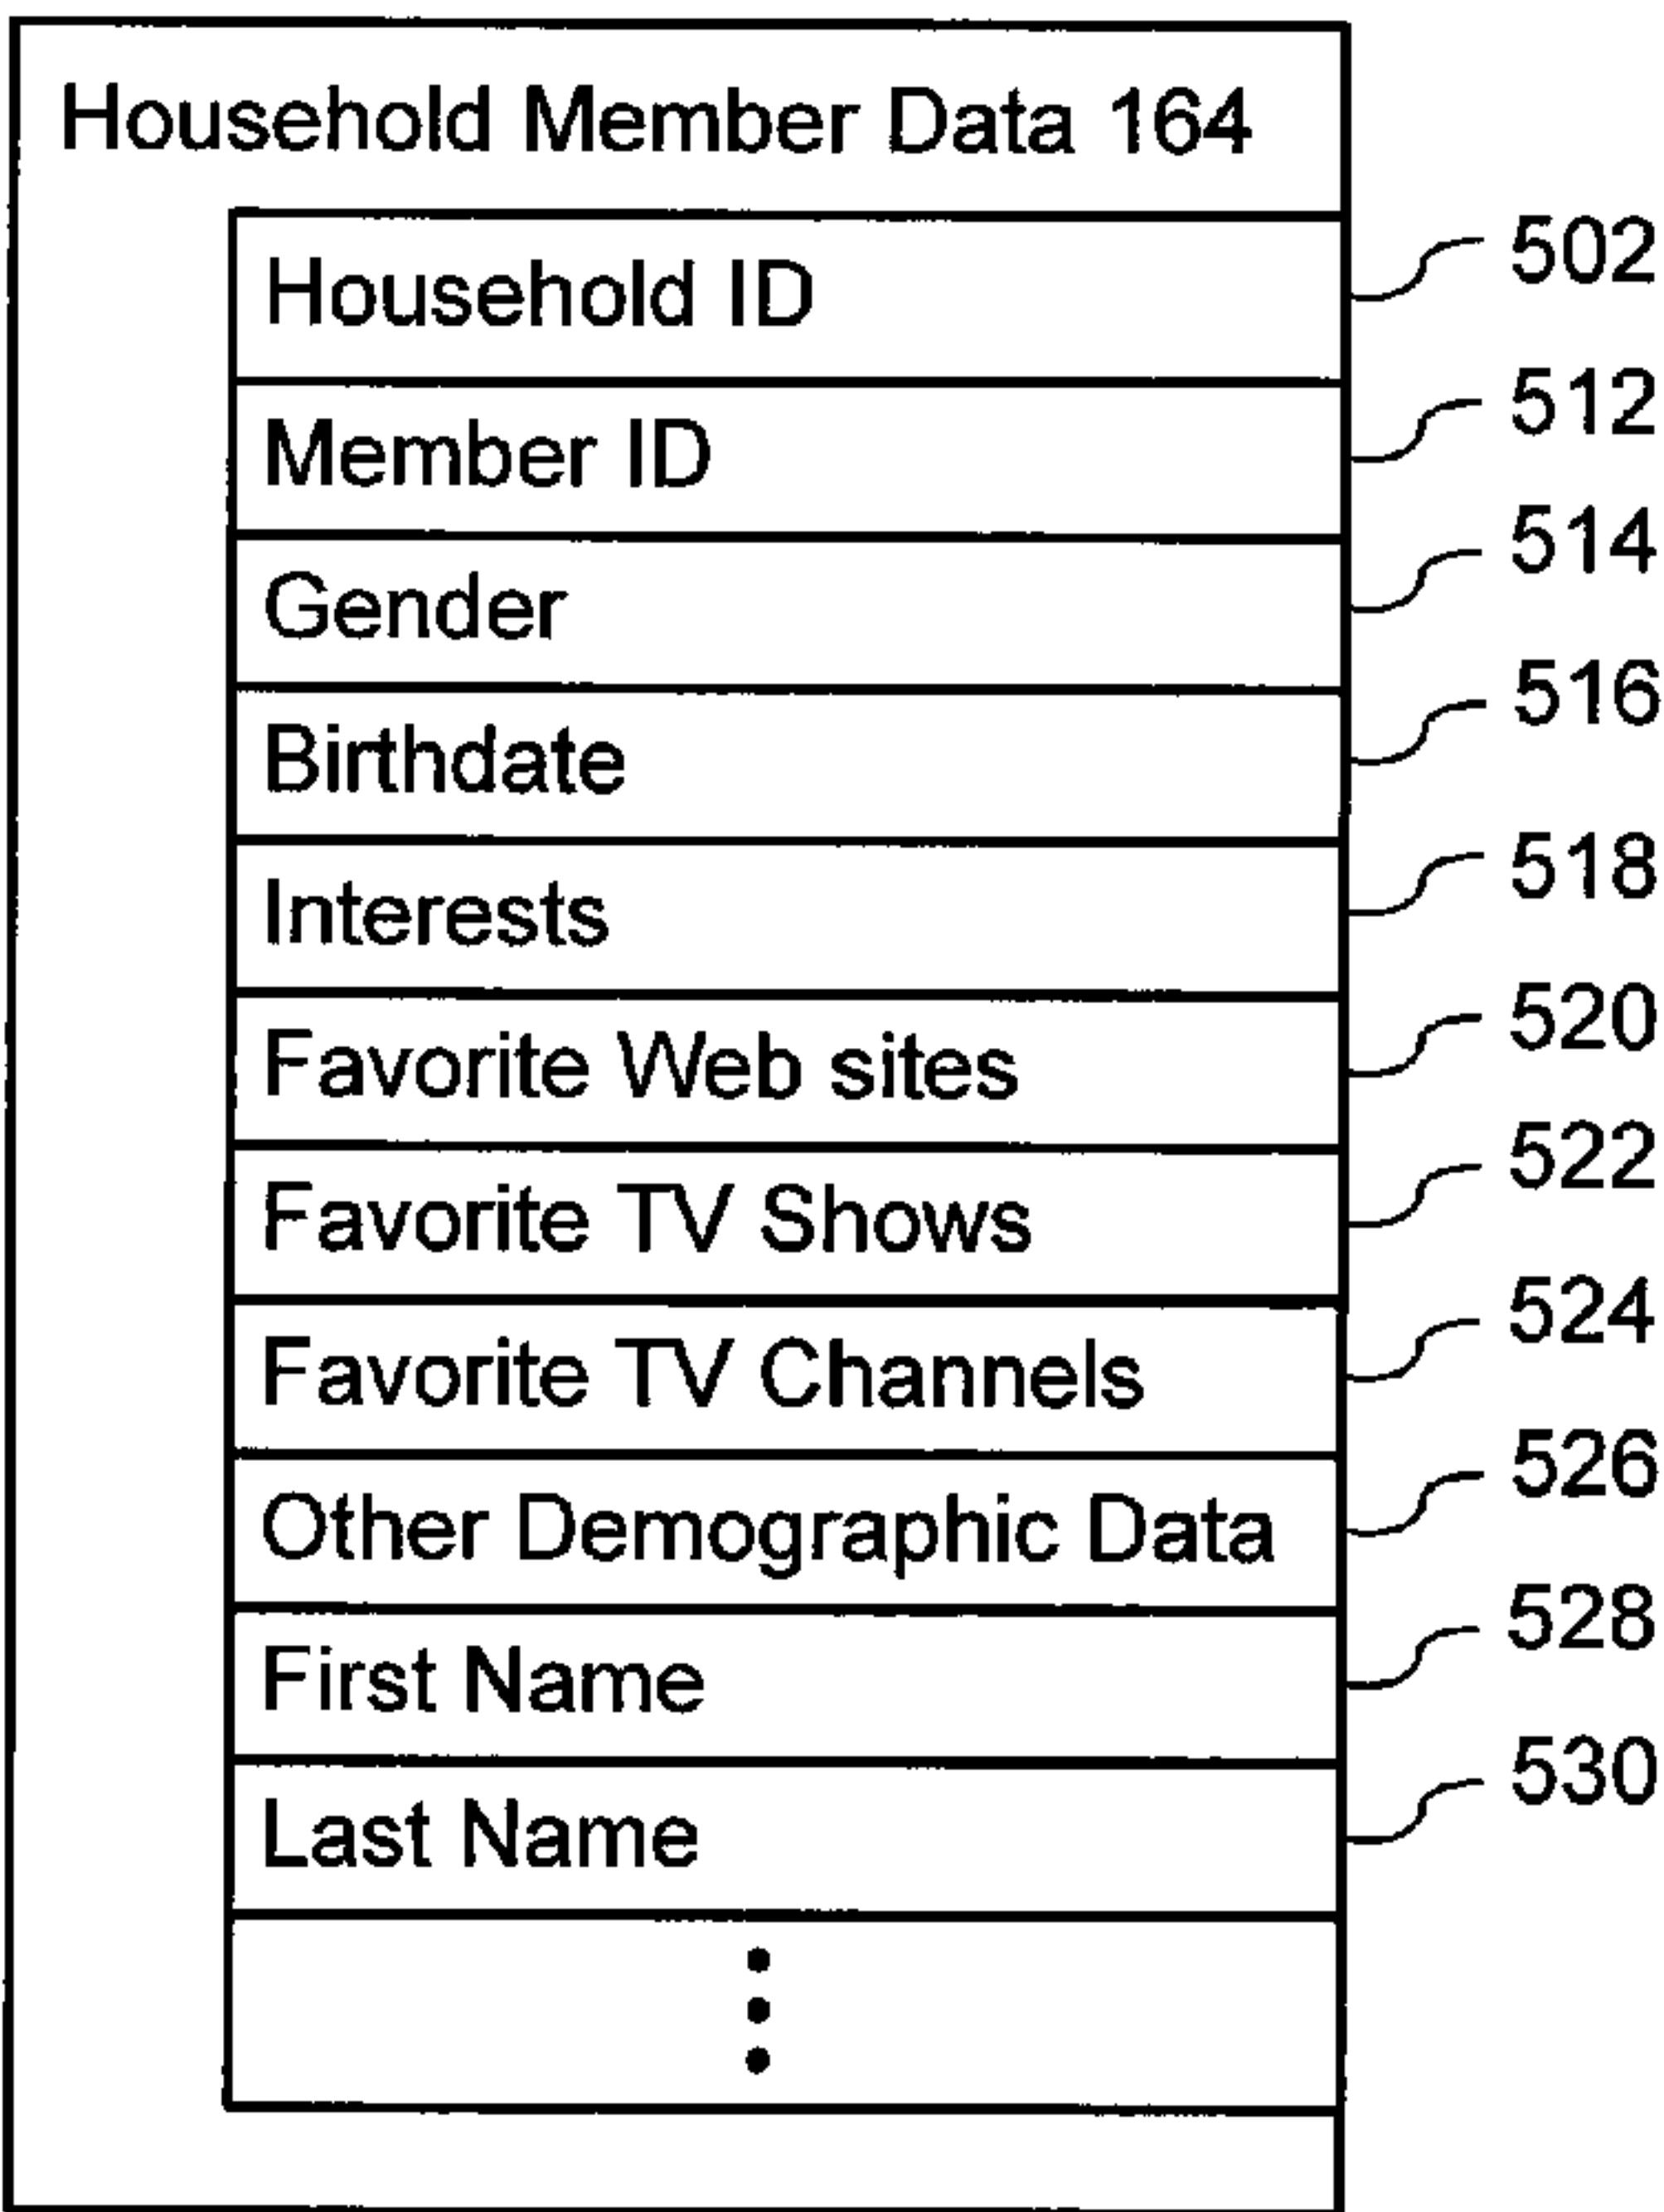 Household Member Data 164
Household ID 502
Member ID 512
Gender 514
Birthdate 516
Interests 518
Favorite Web sites 520
Favorite TV Shows 522
Favorite TV Channels 524
Other Demographic Data 526
First Name 528
Last Name 530